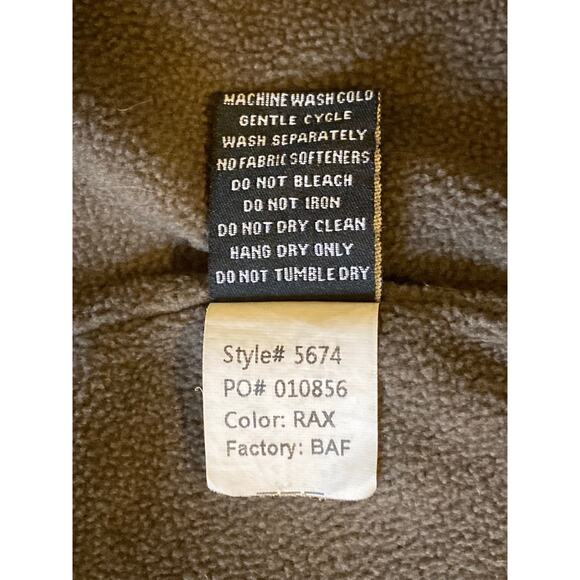 MACHINE WASH COLD
GENTLE CYCLE
WASH SEPARATELY
NO FABRIC SOFTENERS
DO NOT BLEACH
DO NOT IRON
DO NOT DRY CLEAN
HANG DRY ONLY
DO NOT TUMBLE DRY
Style# 5674
PO# 010856
Color: RAX
Factory: BAF